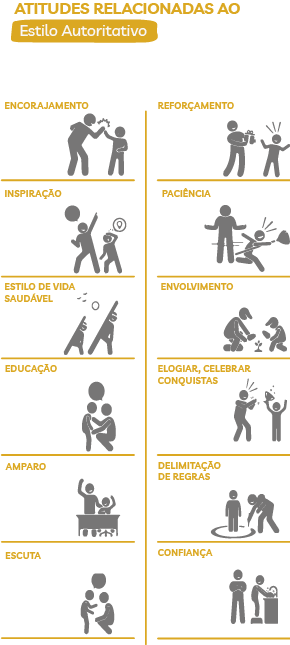 ATITUDES RELACIONADAS AO
Estilo Autoritativo
ENCORAJAMENTO
REFORÇAMENTO
INSPIRAÇÃO
PACIÊNCIA
ESTILO DE VIDA
SAUDÁVEL
ENVOLVIMENTO
EDUCAÇÃO
ELOGIAR, CELEBRAR
CONQUISTAS
AMPARO
DELIMITAÇÃO
DE REGRAS
ESCUTA
CONFIANÇA